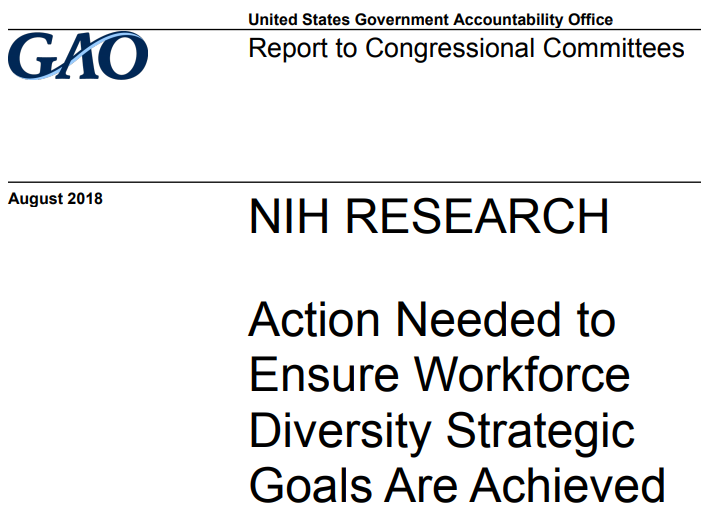 United States Government Accountability Office
GAO
Report to Congressional Committees
August 2018
NIH RESEARCH
Action Needed to
Ensure Workforce
Diversity Strategic
Goals Are Achieved